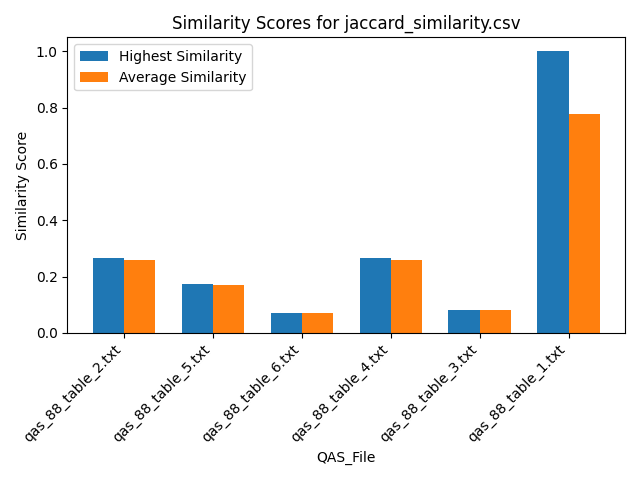 Similarity Scores for jaccard_similarity.csv
Highest Similarity
Average Similarity
Similarity Score
1.0
0.8
0.6
0.4
0.2
0.0
qas_88_table_2.txt
qas_88_table_5.txt
qas_88_table_6.txt
qas_88_table_4.txt
qas_88_table_3.txt
qas_88_table_1.txt
QAS_File